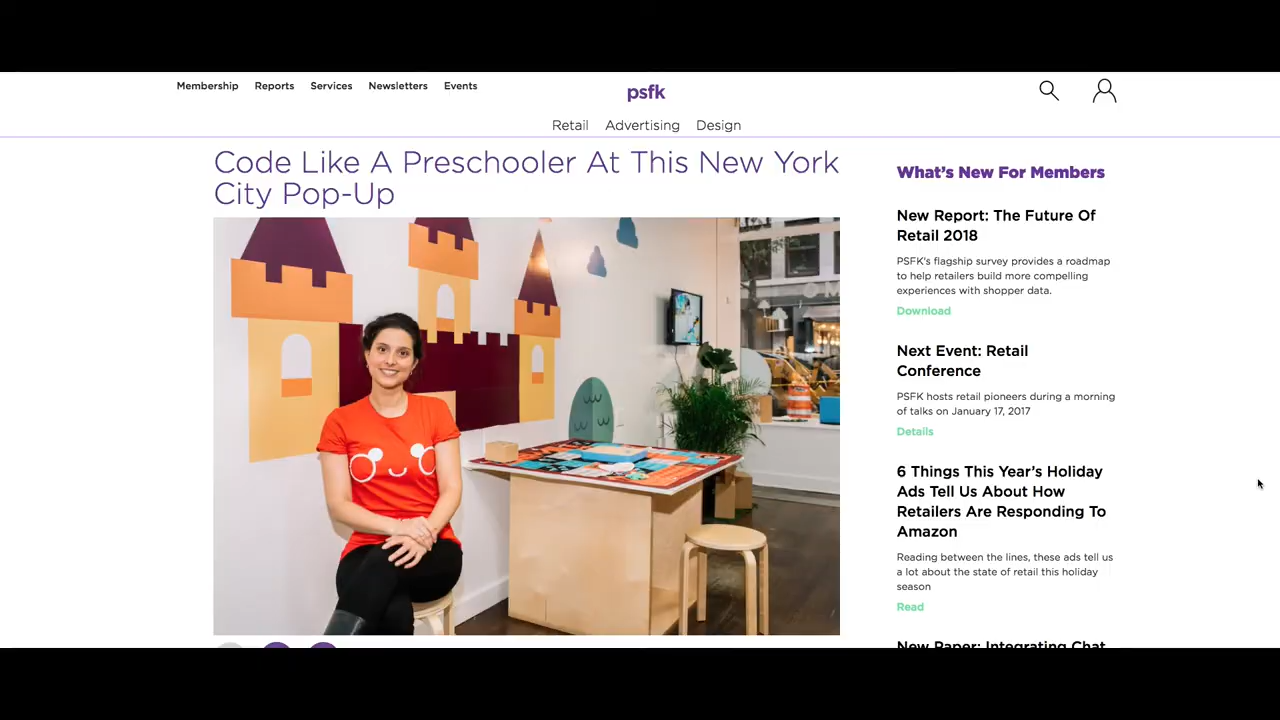 Membership Reports Services Newsletters Events
psfk
Retail Advertising Design
Code Like A Preschooler At This New York
City Pop-Up
What's New For Members
New Report: The Future Of
Retail 2018
PSFK's flagship survey provides a roadmap
to help retailers build more compelling
experiences with shopper data.
Download
Next Event: Retail
Conference
PSFK hosts retail pioneers during a morning
of talks on January 17, 2017
Details
6 Things This Year's Holiday
Ads Tell Us About How
Retailers Are Responding To
Amazon
Reading between the lines, these ads tell us
a lot about the state of retail this holiday
season
Read
New Paper: Integrating Chat